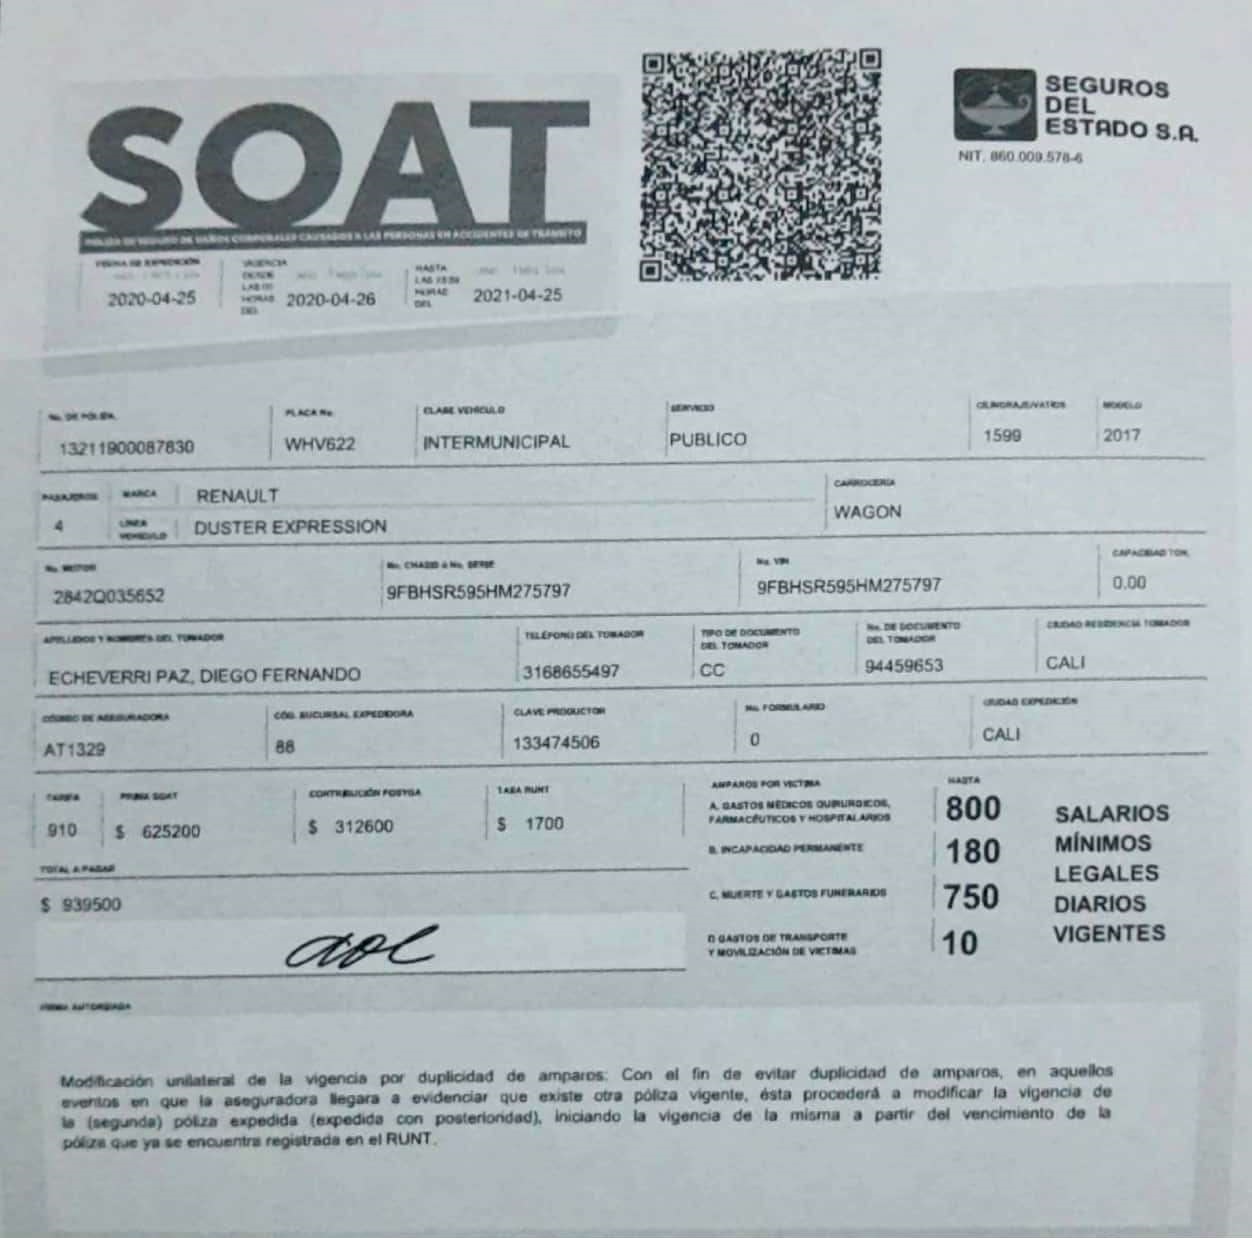 SOAT
SEGUROS
DEL
ESTADO S.A.
NIT. 860.009.578-6
PÓLIZA DE SEGURO DE DAÑOS CORPORALES CAUSADOS A LAS PERSONAS EN ACCIDENTES DE TRÁNSITO
FECHA DE EXPEDICIÓN
2020-04-25
VIGENCIA
DESDE
LAS 00
HORAS
DEL
2020-04-26
HASTA
LAS 23:59
HORAS
DEL
2021-04-25
No. DE PÓLIZA
PLACA No.
CLASE VEHÍCULO
SERVICIO
CILINDRAJE/VATIOS
MODELO
13211900087830
WHV622
INTERMUNICIPAL
PUBLICO
1599
2017
PASAJEROS
MARCA
RENAULT
CARROCERÍA
4
LÍNEA
VEHÍCULO
DUSTER EXPRESSION
WAGON
No. MOTOR
No. CHASIS ó No. SERIE
No. VIN
CAPACIDAD TON.
2842Q035652
9FBHSR595HM275797
9FBHSR595HM275797
0.00
APELLIDOS Y NOMBRES DEL TOMADOR
TELÉFONO DEL TOMADOR
TIPO DE DOCUMENTO
DEL TOMADOR
No. DE DOCUMENTO
DEL TOMADOR
CIUDAD RESIDENCIA TOMADOR
ECHEVERRI PAZ, DIEGO FERNANDO
3168655497
CC
94459653
CALI
CÓDIGO DE ASEGURADORA
CÓD. SUCURSAL EXPEDIDORA
CLAVE PRODUCTOR
No. FORMULARIO
CIUDAD EXPEDICIÓN
AT1329
88
133474506
0
CALI
TARIFA
PRIMA SOAT
CONTRIBUCIÓN FOSYGA
TASA RUNT
910
$ 625200
$ 312600
$ 1700
TOTAL A PAGAR
$ 939500
FIRMA AUTORIZADA
AMPAROS POR VÍCTIMA
HASTA
A. GASTOS MÉDICOS QUIRÚRGICOS,
FARMACÉUTICOS Y HOSPITALARIOS
800
B. INCAPACIDAD PERMANENTE
180
C. MUERTE Y GASTOS FUNERARIOS
750
D GASTOS DE TRANSPORTE
Y MOVILIZACIÓN DE VÍCTIMAS
10
SALARIOS
MÍNIMOS
LEGALES
DIARIOS
VIGENTES
Modificación unilateral de la vigencia por duplicidad de amparos: Con el fin de evitar duplicidad de amparos, en aquellos
eventos en que la aseguradora llegara a evidenciar que existe otra póliza vigente, ésta procederá a modificar la vigencia de
la (segunda) póliza expedida (expedida con posterioridad), iniciando la vigencia de la misma a partir del vencimiento de la
póliza que ya se encuentra registrada en el RUNT.